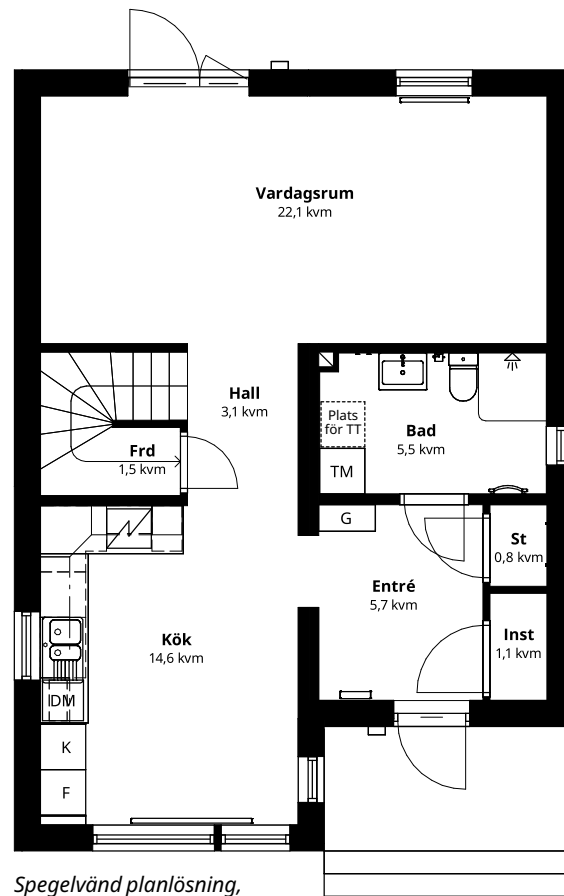 Vardagsrum
22,1 kvm
Hall
3,1 kvm
Plats
för TT
Bad
5,5 kvm
Frd
1,5 kvm
TM
G
St
0,8 kvm
Entré
5,7 kvm
Kök
14,6 kvm
Inst
1,1 kvm
DM
K
F
Spegelvänd planlösning,